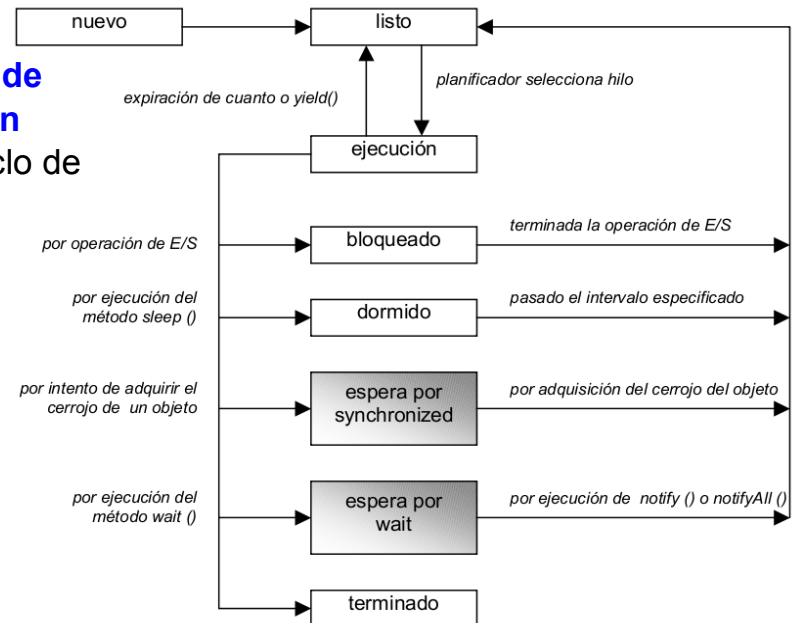 nuevo
listo
de
n
clo de
expiración de cuanto o yield()
planificador selecciona hilo
ejecución
por operación de E/S
bloqueado
terminada la operación de E/S
por ejecución del
método sleep ()
dormido
pasado el intervalo especificado
por intento de adquirir el
cerrojo de un objeto
espera por
synchronized
por adquisición del cerrojo del objeto
por ejecución del
método wait ()
espera por
wait
por ejecución de notify () o notifyAll ()
terminado